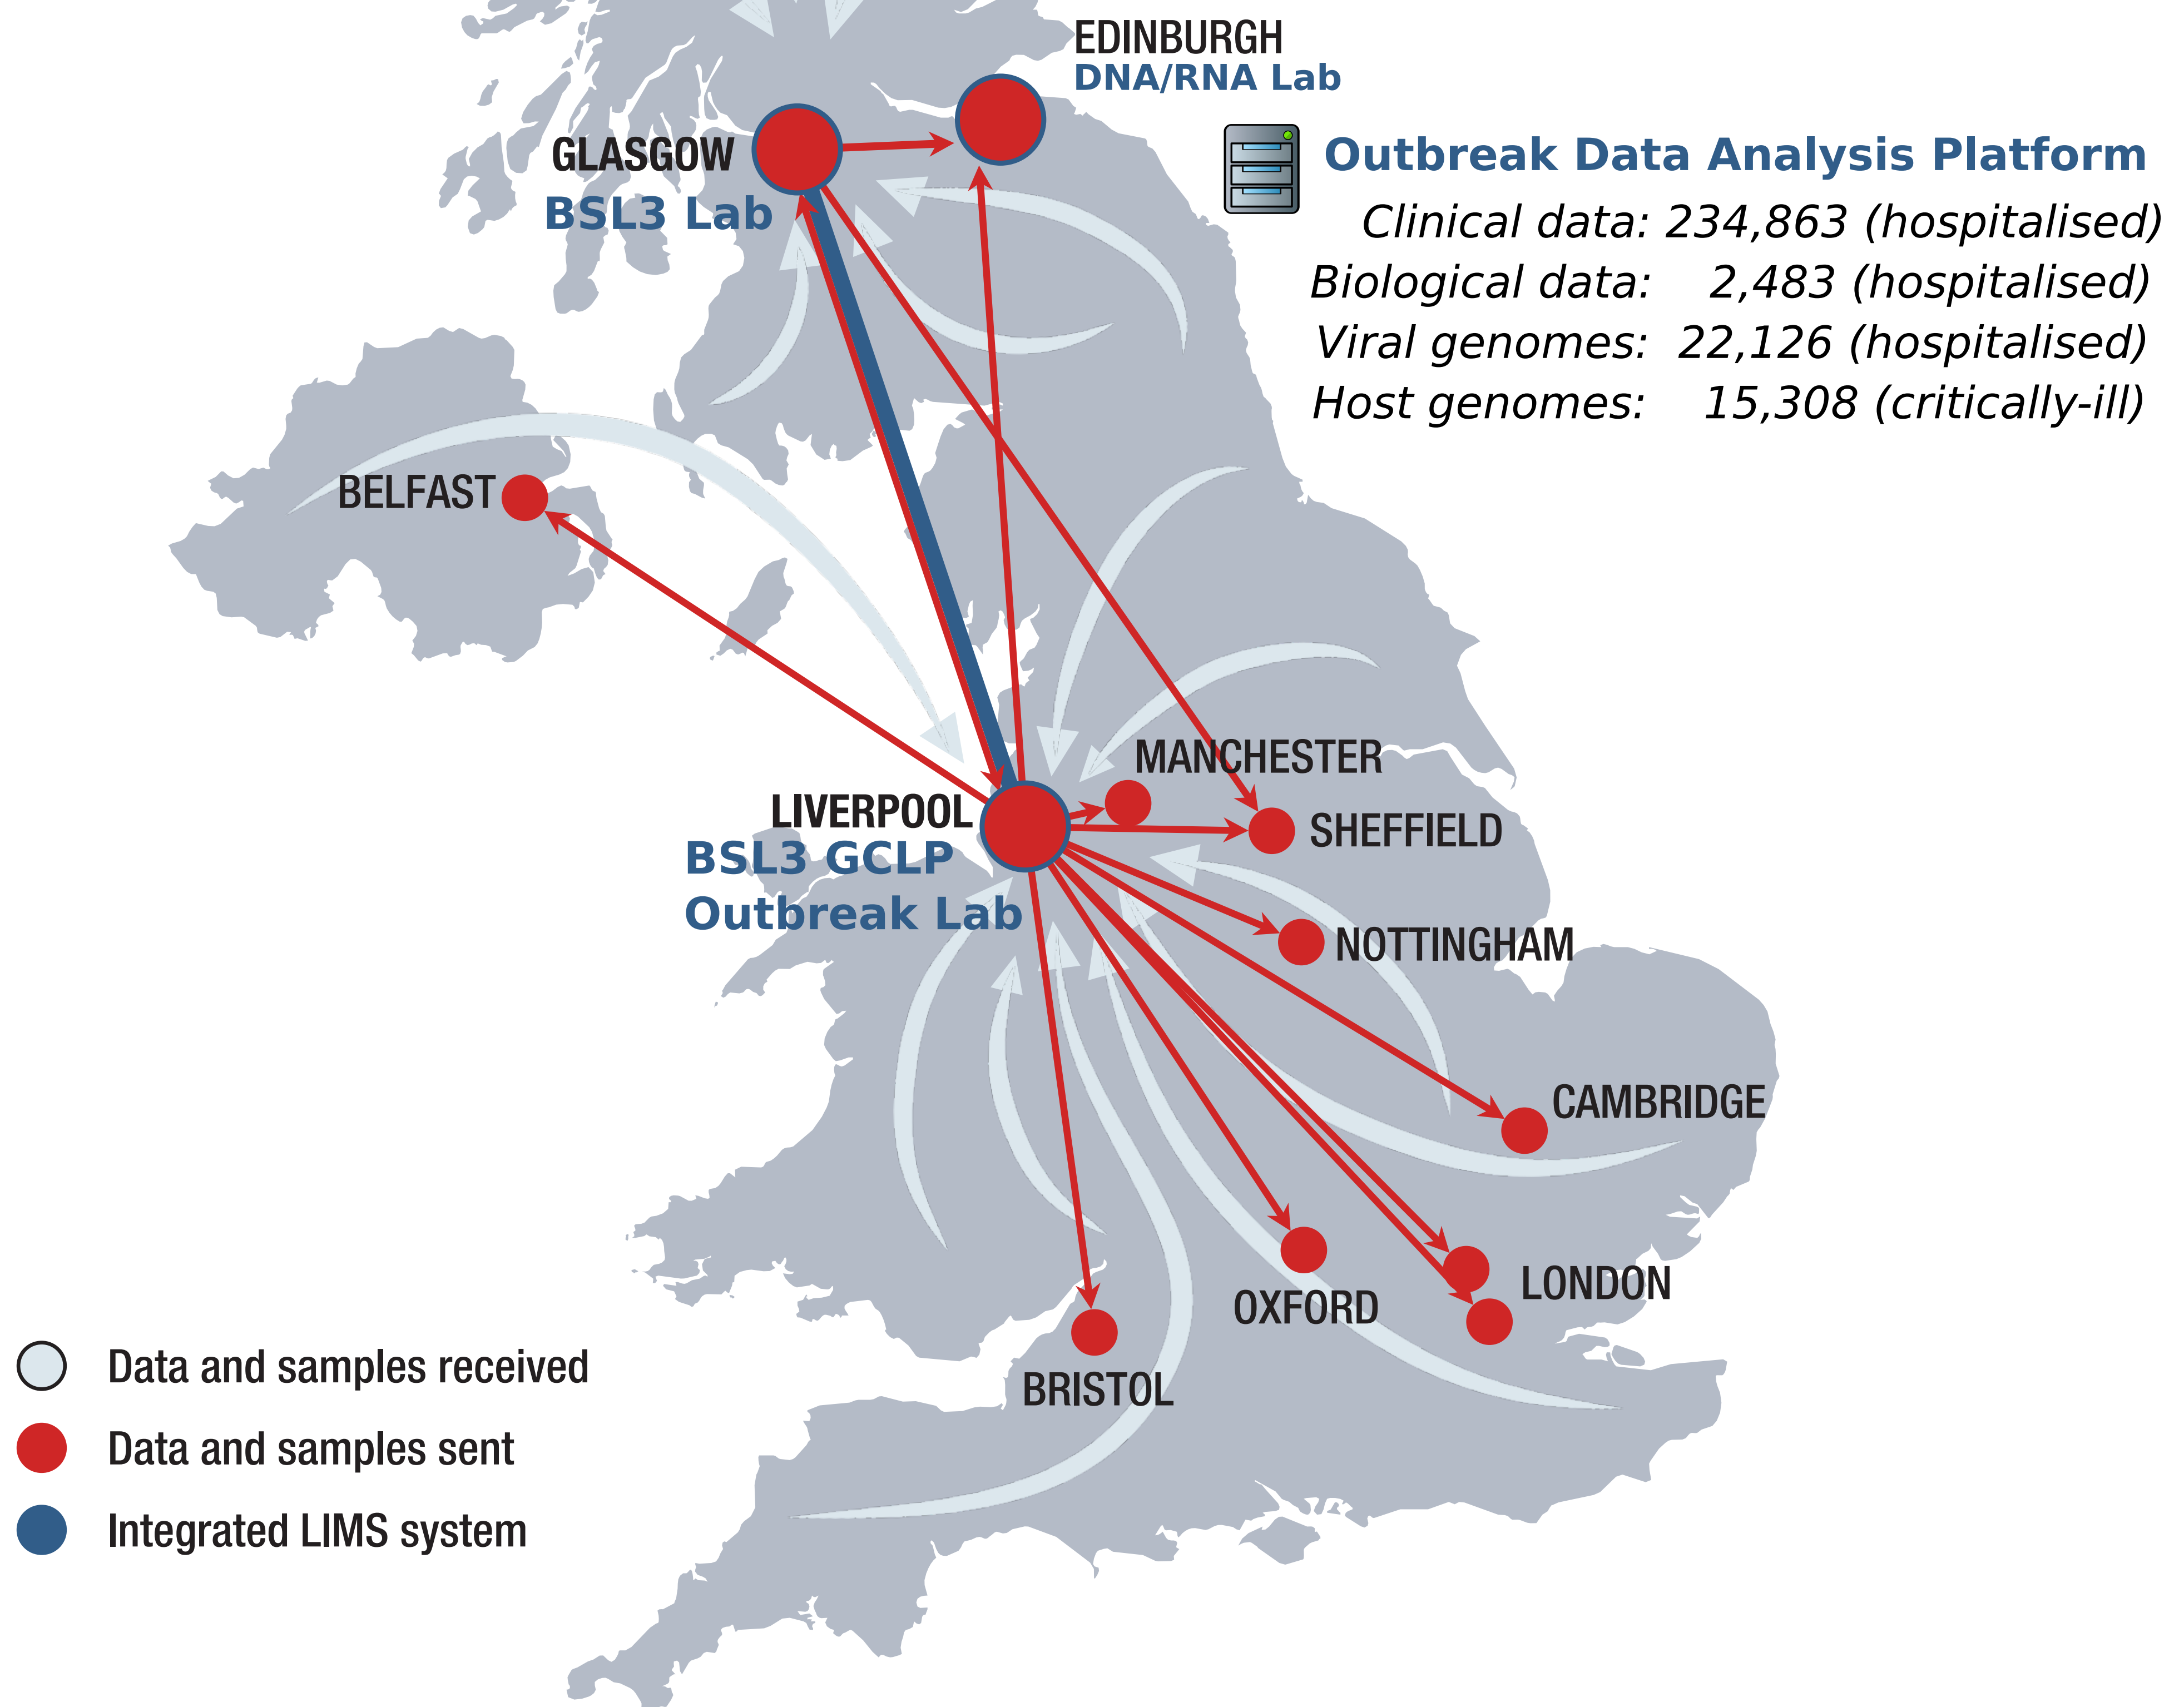 EDINBURGH
DNA/RNA Lab
GLASGOW
BSL3 Lab
Outbreak Data Analysis Platform
Clinical data: 234,863 (hospitalised)
Biological data: 2,483 (hospitalised)
Viral genomes: 22,126 (hospitalised)
Host genomes: 15,308 (critically-ill)
BELFAST
MANCHESTER
LIVERPOOL
BSL3 GCLP
Outbreak Lab
SHEFFIELD
NOTTINGHAM
CAMBRIDGE
LONDON
OXFORD
BRISTOL
Data and samples received
Data and samples sent
Integrated LIMS system